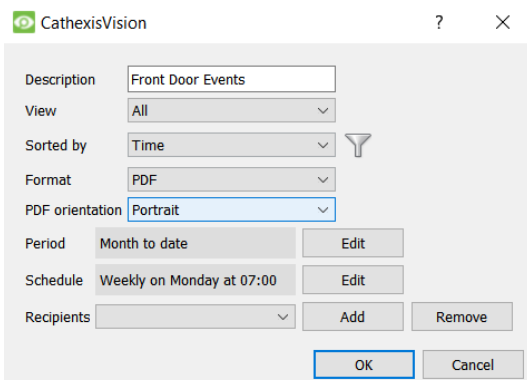 CathexisVision ?
Description Front Door Events
View All
Sorted by Time
Format PDF
PDF orientation Portrait
Period Month to date Edit
Schedule Weekly on Monday at 07:00 Edit
Recipients Add Remove
OK Cancel